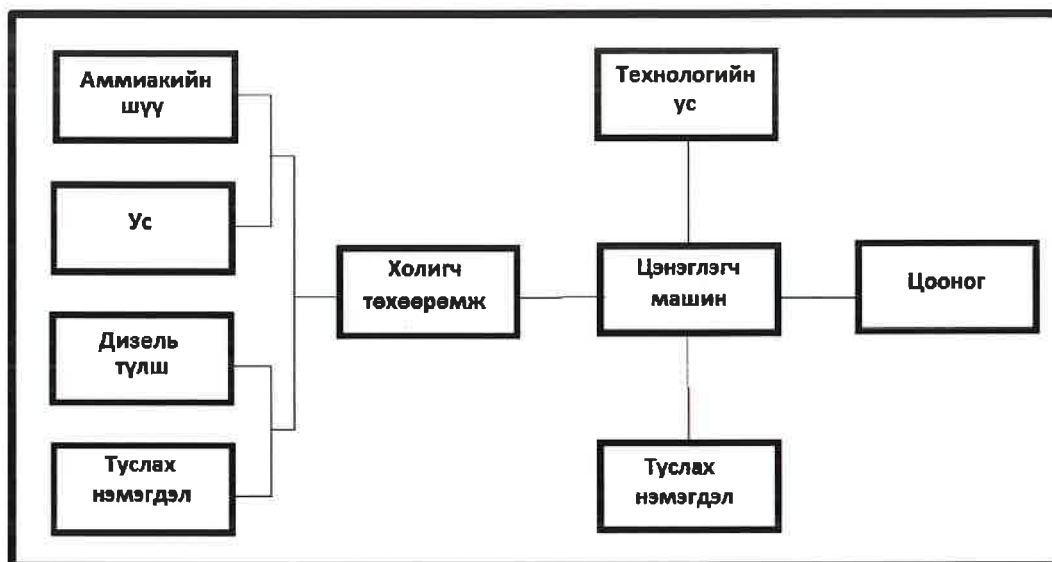 Аммиакийн
шүү
Ус
Дизель
түлш
Туслах
нэмэгдэл
Холигч
төхөөрөмж
Технологийн
ус
Цэнэглэгч
машин
Туслах
нэмэгдэл
Цооног